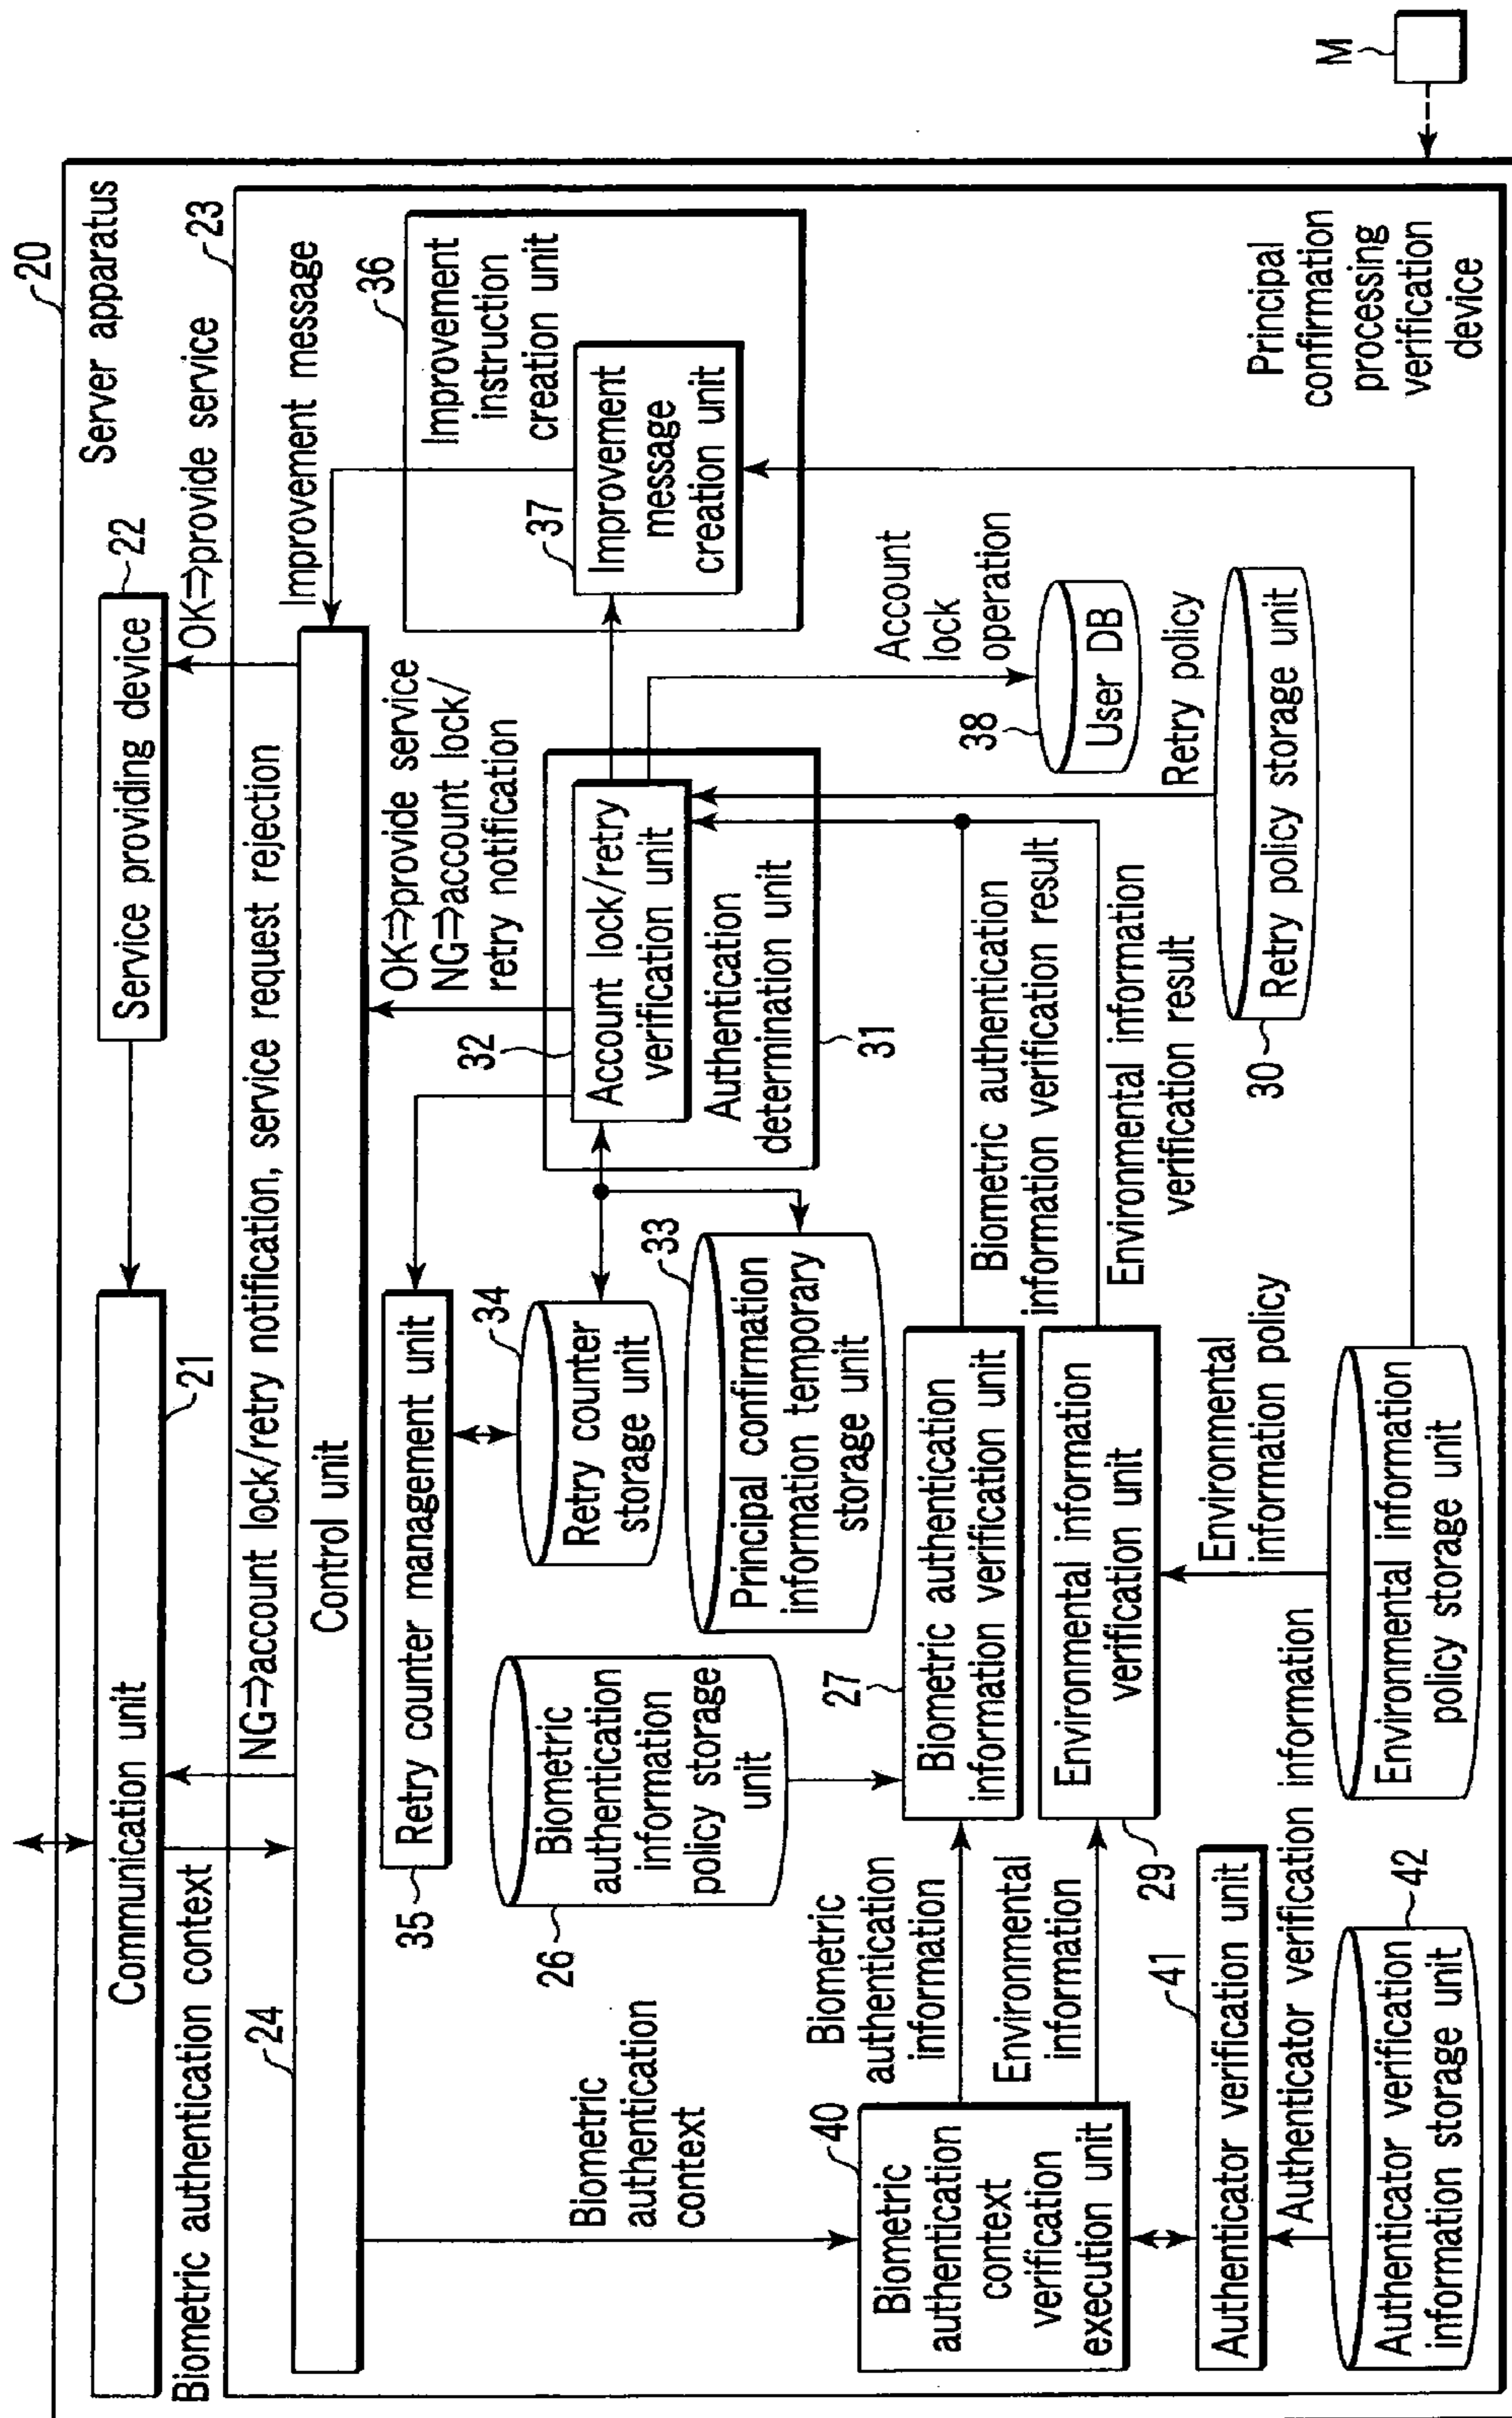 20
Server apparatus
Communication unit
21
Service providing device
22
OK⇒provide service
23
Biometric authentication context
NG⇒account lock/retry notification, service request rejection
Improvement message
24
Control unit
35
Retry counter management unit
OK⇒provide service
NG⇒account lock/
retry notification
36
Improvement
instruction
creation unit
37
Improvement
message
creation unit
Biometric
authentication
context
26
Biometric
authentication
information
policy storage
unit
34
Retry counter
storage unit
33
Principal confirmation
information temporary
storage unit
32
Account lock/retry
verification unit
Authentication
determination unit
31
Account
lock
operation
38
User DB
40
Biometric
authentication
context
verification
execution unit
Biometric
authentication
information
Environmental
information
27
Biometric authentication
information verification unit
Environmental information
verification unit
29
Biometric authentication
information verification result
Environmental information
verification result
Retry policy
30
Retry policy storage unit
41
Authenticator verification unit
Authenticator verification information
42
Authenticator verification
information storage unit
Environmental
information policy
Environmental information
policy storage unit
Principal
confirmation
processing
verification
device
M